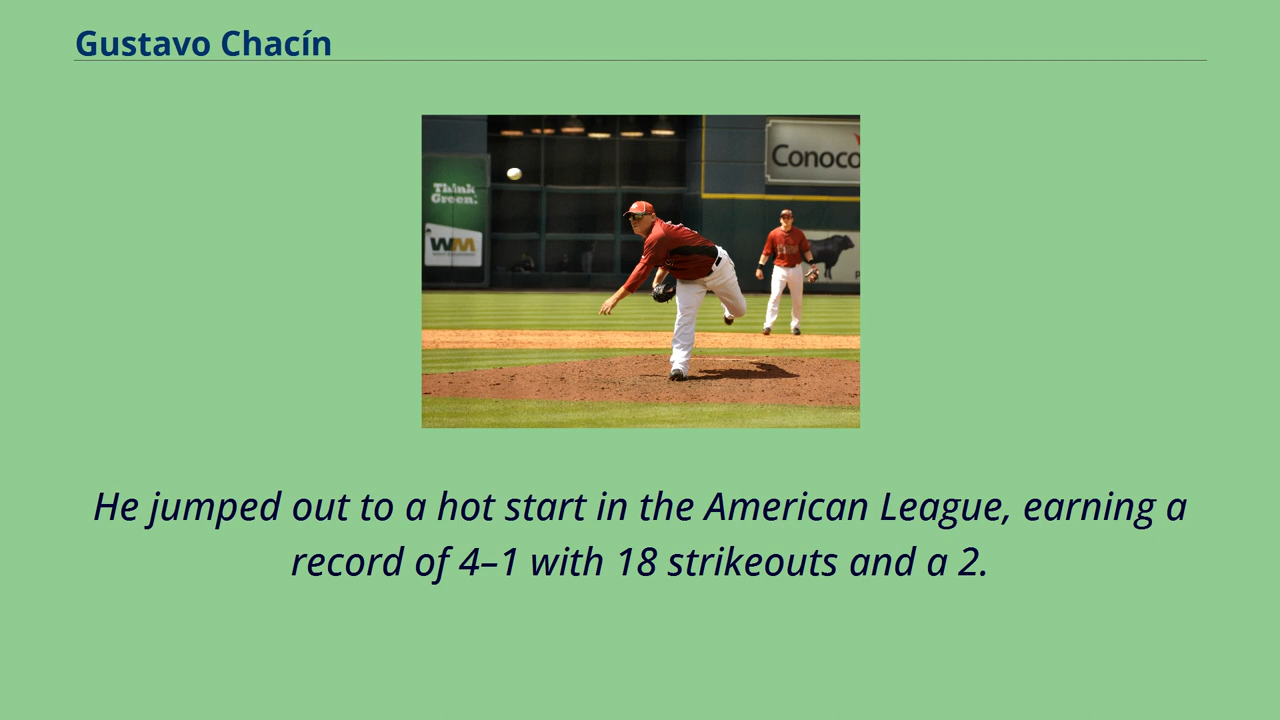 Gustavo Chacín
Conoco
Think
Green.
WM
He jumped out to a hot start in the American League, earning a
record of 4–1 with 18 strikeouts and a 2.